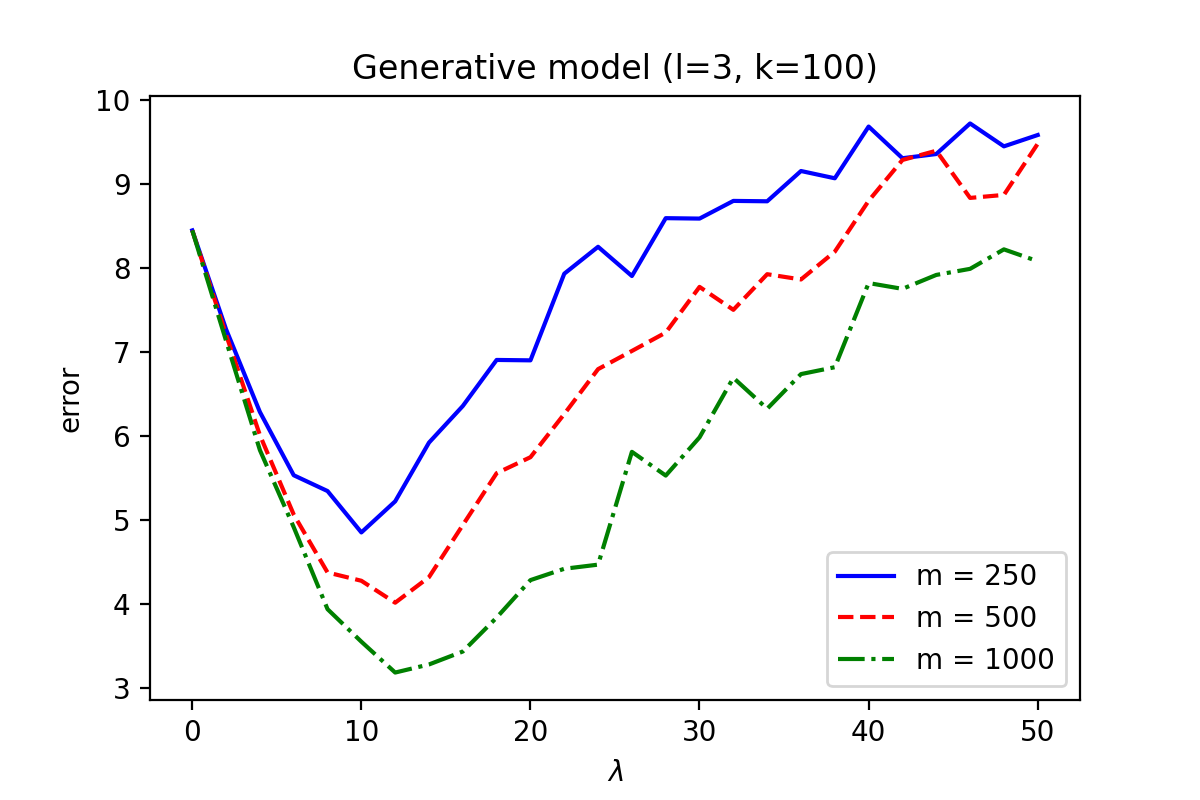 Generative model (l=3, k=100)
10
9
8
7
6
5
4
3
error
0 10 20 30 40 50
λ
m = 250
m = 500
m = 1000